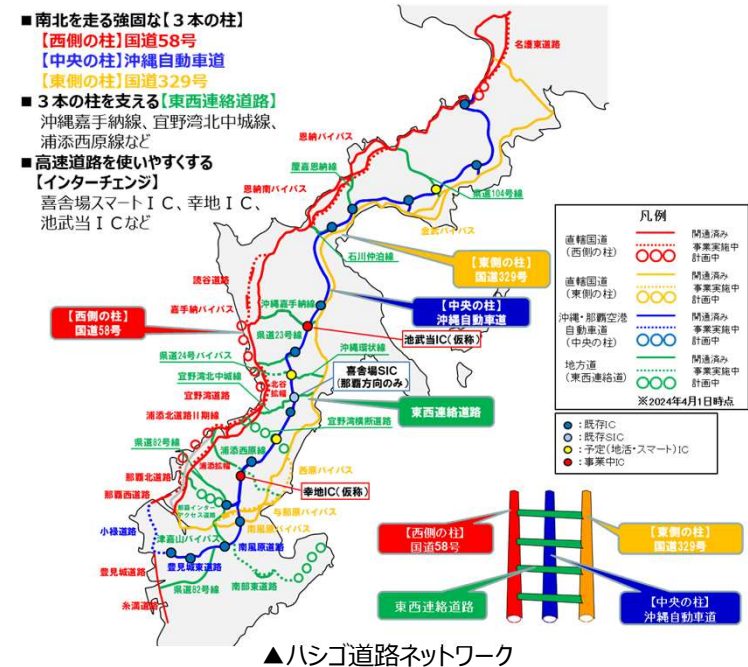 ■南北を走る強固な【３本の柱】
【西側の柱】国道58号
【中央の柱】沖縄自動車道
【東側の柱】国道329号
■３本の柱を支える【東西連絡道路】
沖縄嘉手納線、宜野湾北中城線、
浦添西原線など
■高速道路を使いやすくする
【インターチェンジ】
喜舎場スマートＩＣ、幸地ＩＣ、
池武当ＩＣなど
名護東道路
恩納バイパス
屋嘉恩納線
恩納南バイパス
県道104号線
金武バイパス
石川仲泊線
【東側の柱】
国道329号
読谷道路
嘉手納バイパス
沖縄嘉手納線
【中央の柱】
沖縄自動車道
【西側の柱】
国道58号
県道23号線
池武当IC(仮称)
県道24号バイパス
沖縄環状線
宜野湾北中城線
北谷
拡幅
喜舎場SIC
(那覇方向のみ)
宜野湾道路
東西連絡道路
浦添北道路II期線
宜野湾横断道路
県道82号線
浦添西原線
浦添拡幅
西原バイパス
那覇北道路
幸地IC(仮称)
那覇西道路
那覇インター
アクセス道路
与那原バイパス
小禄道路
津嘉山バイパス
南風原バイパス
南風原道路
豊見城東道路
豊見城道路
県道82号線
南部東道路
糸満道路
凡例
直轄国道
(西側の柱)
開通済み
事業実施中
計画中
直轄国道
(東側の柱)
開通済み
事業実施中
計画中
沖縄・那覇空港
自動車道
(中央の柱)
開通済み
事業実施中
計画中
地方道
(東西連絡道)
開通済み
事業実施中
計画中
※2024年4月1日時点
：既存IC
：既存SIC
：予定(地活・スマート)IC
：事業中IC
【西側の柱】
国道58号
【東側の柱】
国道329号
東西連絡道路
【中央の柱】
沖縄自動車道
▲ハシゴ道路ネットワーク